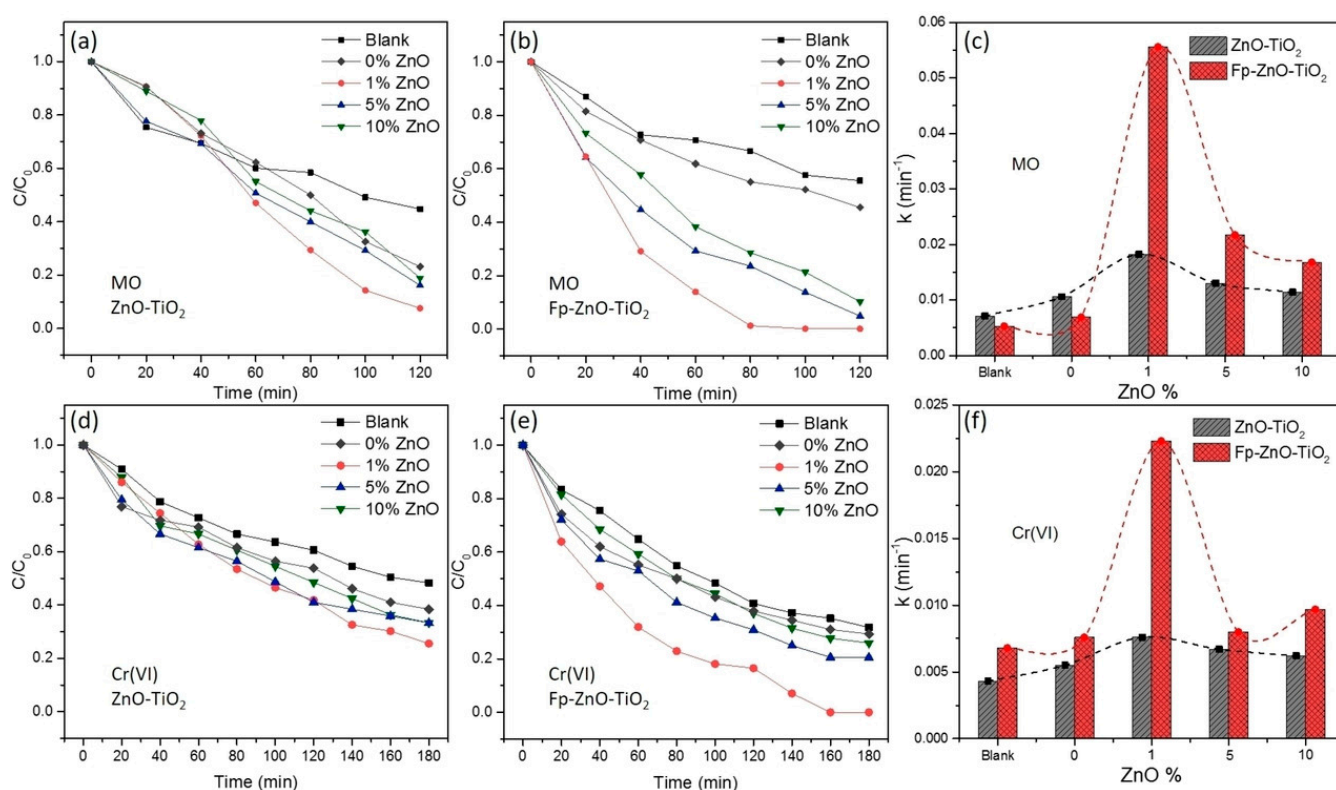 (a)
Blank
0% ZnO
1% ZnO
5% ZnO
10% ZnO
MO
ZnO-TiO₂
C/C₀
1.0
0.8
0.6
0.4
0.2
0.0
0 20 40 60 80 100 120
Time (min)
(b)
Blank
0% ZnO
1% ZnO
5% ZnO
10% ZnO
MO
Fp-ZnO-TiO₂
C/C₀
1.0
0.8
0.6
0.4
0.2
0.0
0 20 40 60 80 100 120
Time (min)
(c)
ZnO-TiO₂
Fp-ZnO-TiO₂
MO
k (min⁻¹)
0.06
0.05
0.04
0.03
0.02
0.01
0.00
Blank 0 1 5 10
ZnO %
(d)
Blank
0% ZnO
1% ZnO
5% ZnO
10% ZnO
Cr(VI)
ZnO-TiO₂
C/C₀
1.0
0.8
0.6
0.4
0.2
0.0
0 20 40 60 80 100 120 140 160 180
Time (min)
(e)
Blank
0% ZnO
1% ZnO
5% ZnO
10% ZnO
Cr(VI)
Fp-ZnO-TiO₂
C/C₀
1.0
0.8
0.6
0.4
0.2
0.0
0 20 40 60 80 100 120 140 160 180
Time (min)
(f)
ZnO-TiO₂
Fp-ZnO-TiO₂
Cr(VI)
k (min⁻¹)
0.025
0.020
0.015
0.010
0.005
0.000
Blank 0 1 5 10
ZnO %